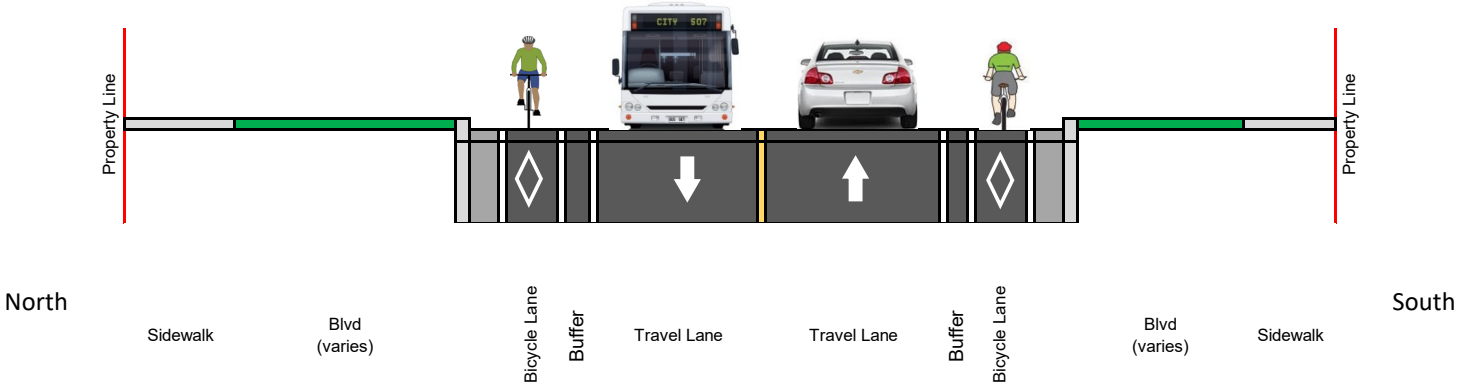 CITY 507
Property Line
Property Line
North
South
Sidewalk
Blvd
(varies)
Bicycle Lane
Buffer
Travel Lane
Travel Lane
Buffer
Bicycle Lane
Blvd
(varies)
Sidewalk